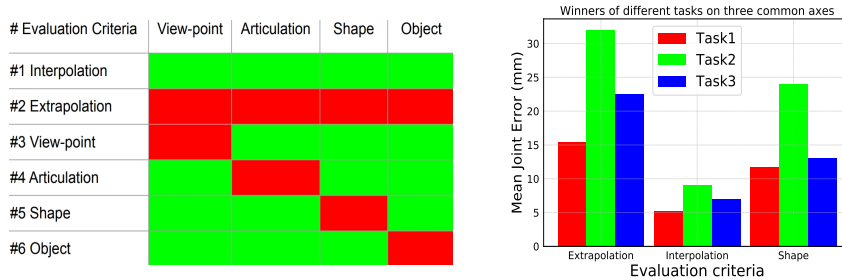 # Evaluation Criteria View-point Articulation Shape Object
#1 Interpolation
#2 Extrapolation
#3 View-point
#4 Articulation
#5 Shape
#6 Object
Winners of different tasks on three common axes
Mean Joint Error (mm)
30
25
20
15
10
5
0
Task1
Task2
Task3
Extrapolation Interpolation Shape
Evaluation criteria